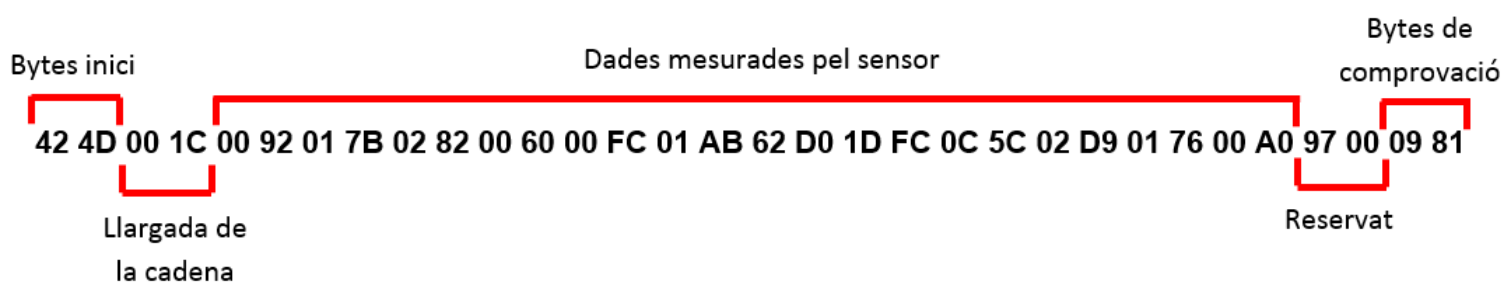 Bytes inici
Dades mesurades pel sensor
Bytes de
comprovació
42 4D 00 1C 00 92 01 7B 02 82 00 60 00 FC 01 AB 62 D0 1D FC 0C 5C 02 D9 01 76 00 A0 97 00 09 81
Llargada de
la cadena
Reservat